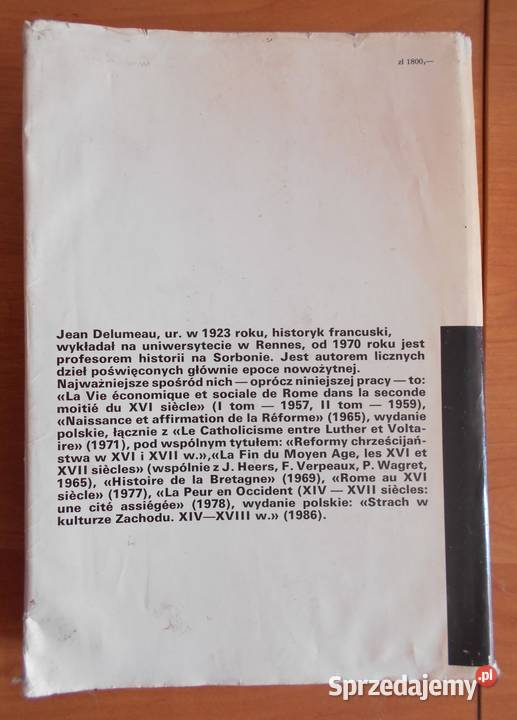 zł 1800,—
Jean Delumeau, ur. w 1923 roku, historyk francuski,
wykładał na uniwersytecie w Rennes, od 1970 roku jest
profesorem historii na Sorbonie. Jest autorem licznych
dzieł poświęconych głównie epoce nowożytnej.
Najważniejsze spośród nich — oprócz niniejszej pracy — to:
«La Vie économique et sociale de Rome dans la seconde
moitié du XVI siècle» (I tom — 1957, II tom — 1959),
«Naissance et affirmation de la Réforme» (1965), wydanie
polskie, łącznie z «Le Catholicisme entre Luther et Volta-
ire» (1971), pod wspólnym tytułem: «Reformy chrześcijań-
stwa w XVI i XVII w.»,«La Fin du Moyen Age, les XVI et
XVII siècles» (wspólnie z J. Heers, F. Verpeaux, P. Wagret,
1965), «Histoire de la Bretagne» (1969), «Rome au XVI
siècle» (1977), «La Peur en Occident (XIV — XVII siècles:
une cité assiégée» (1978), wydanie polskie: «Strach w
kulturze Zachodu. XIV—XVIII w.» (1986).
Sprzedajemy.pl